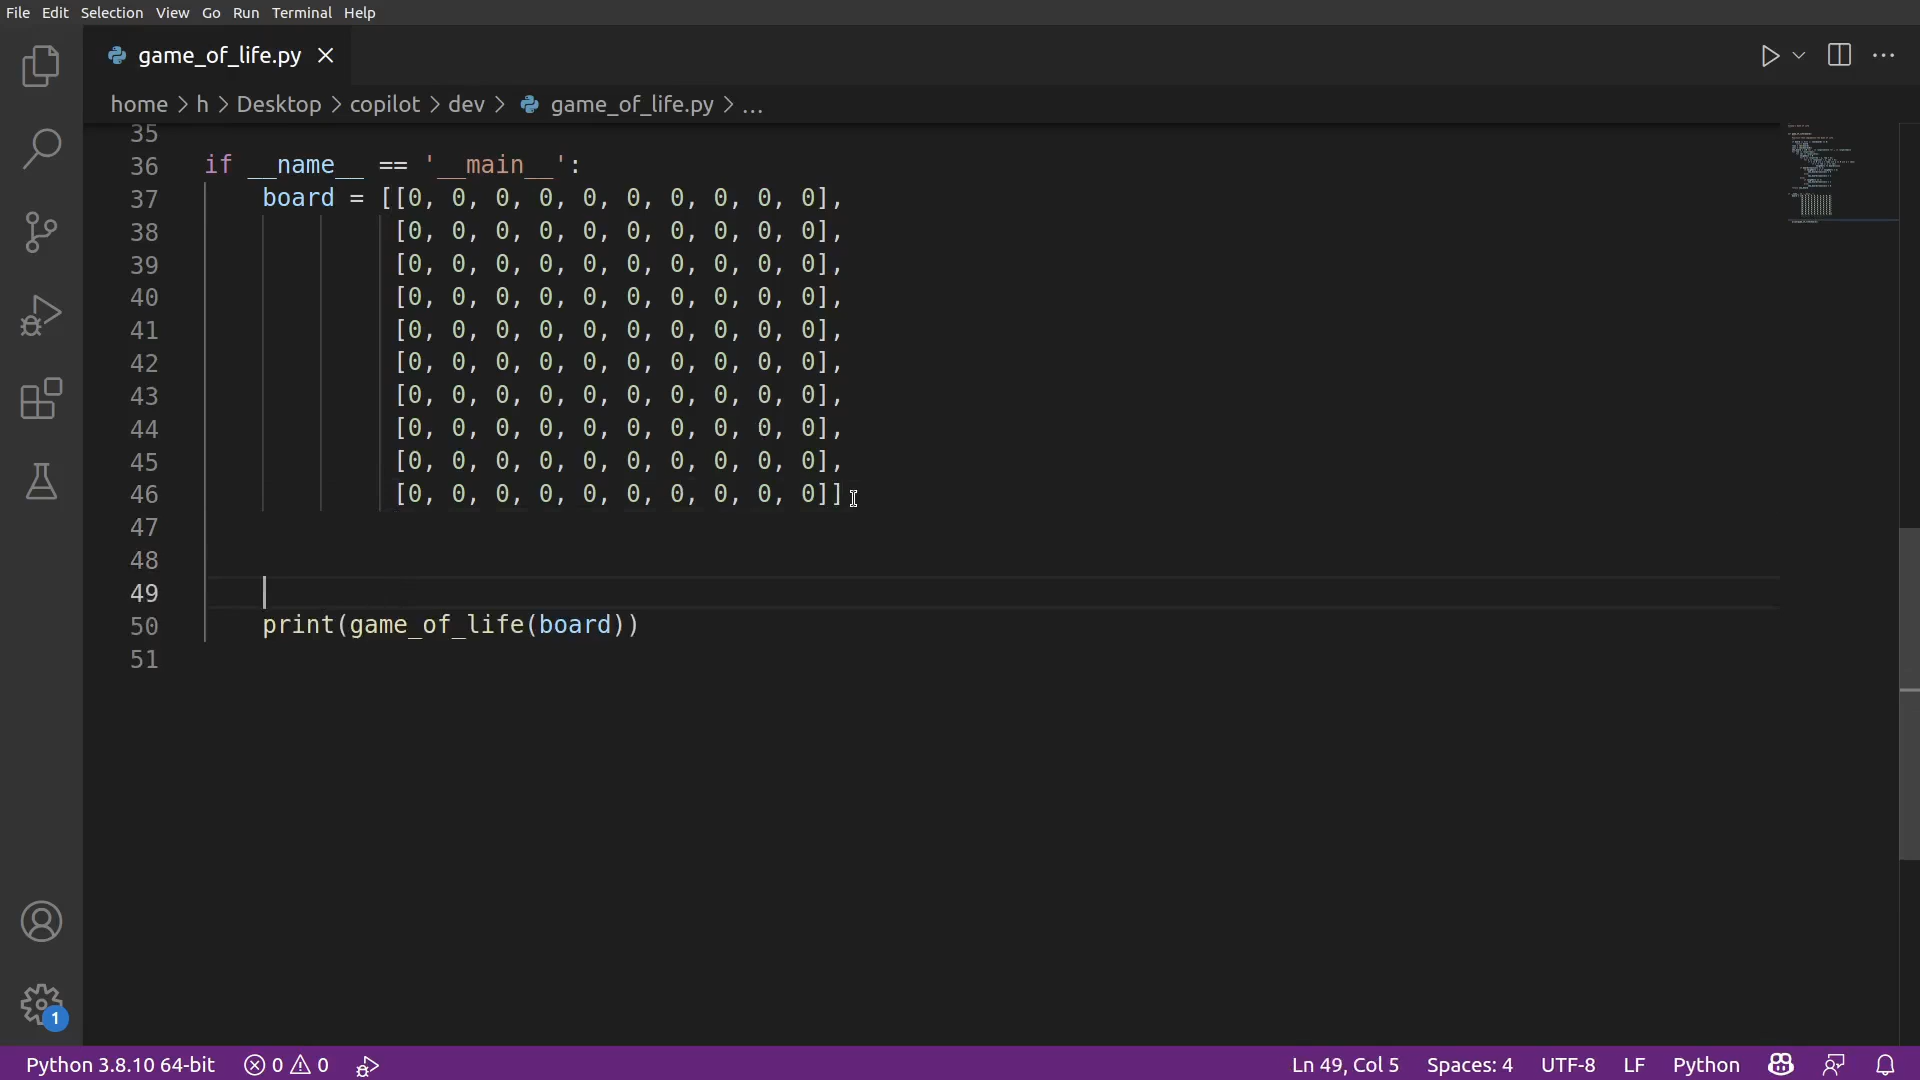 File Edit Selection View Go Run Terminal Help
game_of_life.py
home > h > Desktop > copilot > dev > game_of_life.py > ...
35
36 if __name__ == '__main__':
37 board = [[0, 0, 0, 0, 0, 0, 0, 0, 0, 0],
38 [0, 0, 0, 0, 0, 0, 0, 0, 0, 0],
39 [0, 0, 0, 0, 0, 0, 0, 0, 0, 0],
40 [0, 0, 0, 0, 0, 0, 0, 0, 0, 0],
41 [0, 0, 0, 0, 0, 0, 0, 0, 0, 0],
42 [0, 0, 0, 0, 0, 0, 0, 0, 0, 0],
43 [0, 0, 0, 0, 0, 0, 0, 0, 0, 0],
44 [0, 0, 0, 0, 0, 0, 0, 0, 0, 0],
45 [0, 0, 0, 0, 0, 0, 0, 0, 0, 0],
46 [0, 0, 0, 0, 0, 0, 0, 0, 0, 0]]
47
48
49
50 print(game_of_life(board))
51
1
Python 3.8.10 64-bit 0 0 Ln 49, Col 5 Spaces: 4 UTF-8 LF Python